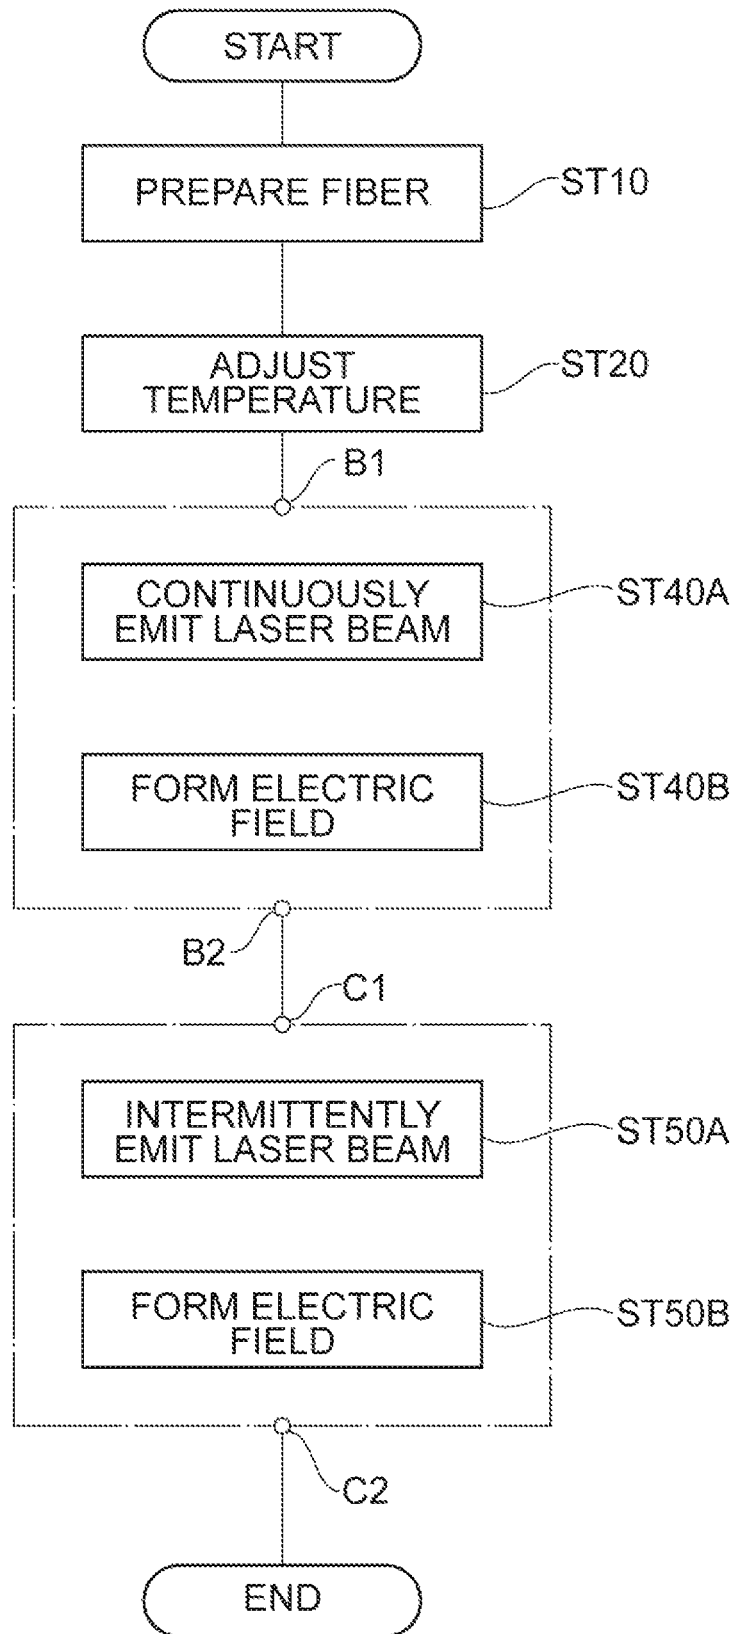 START
PREPARE FIBER
ST10
ADJUST
TEMPERATURE
ST20
B1
CONTINUOUSLY
EMIT LASER BEAM
ST40A
FORM ELECTRIC
FIELD
ST40B
B2
C1
INTERMITTENTLY
EMIT LASER BEAM
ST50A
FORM ELECTRIC
FIELD
ST50B
C2
END